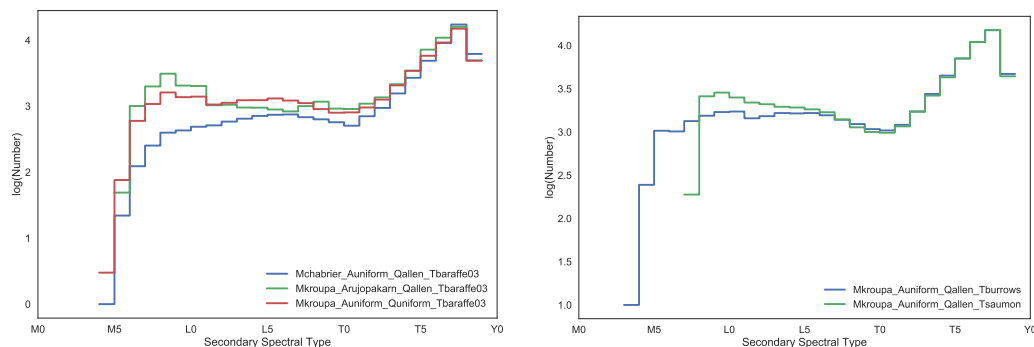 4
3
2
1
0
log(Number)
M0
M5
L0
L5
T0
T5
Y0
Secondary Spectral Type
Mchabrier_Auniform_Qallen_Tbaraffe03
Mkroupa_Arujopakarn_Qallen_Tbaraffe03
Mkroupa_Auniform_Quniform_Tbaraffe03
4.0
3.5
3.0
2.5
2.0
1.5
1.0
log(Number)
M0
M5
L0
L5
T0
T5
Y0
Secondary Spectral Type
Mkroupa_Auniform_Qallen_Tburrows
Mkroupa_Auniform_Qallen_Tsaumon